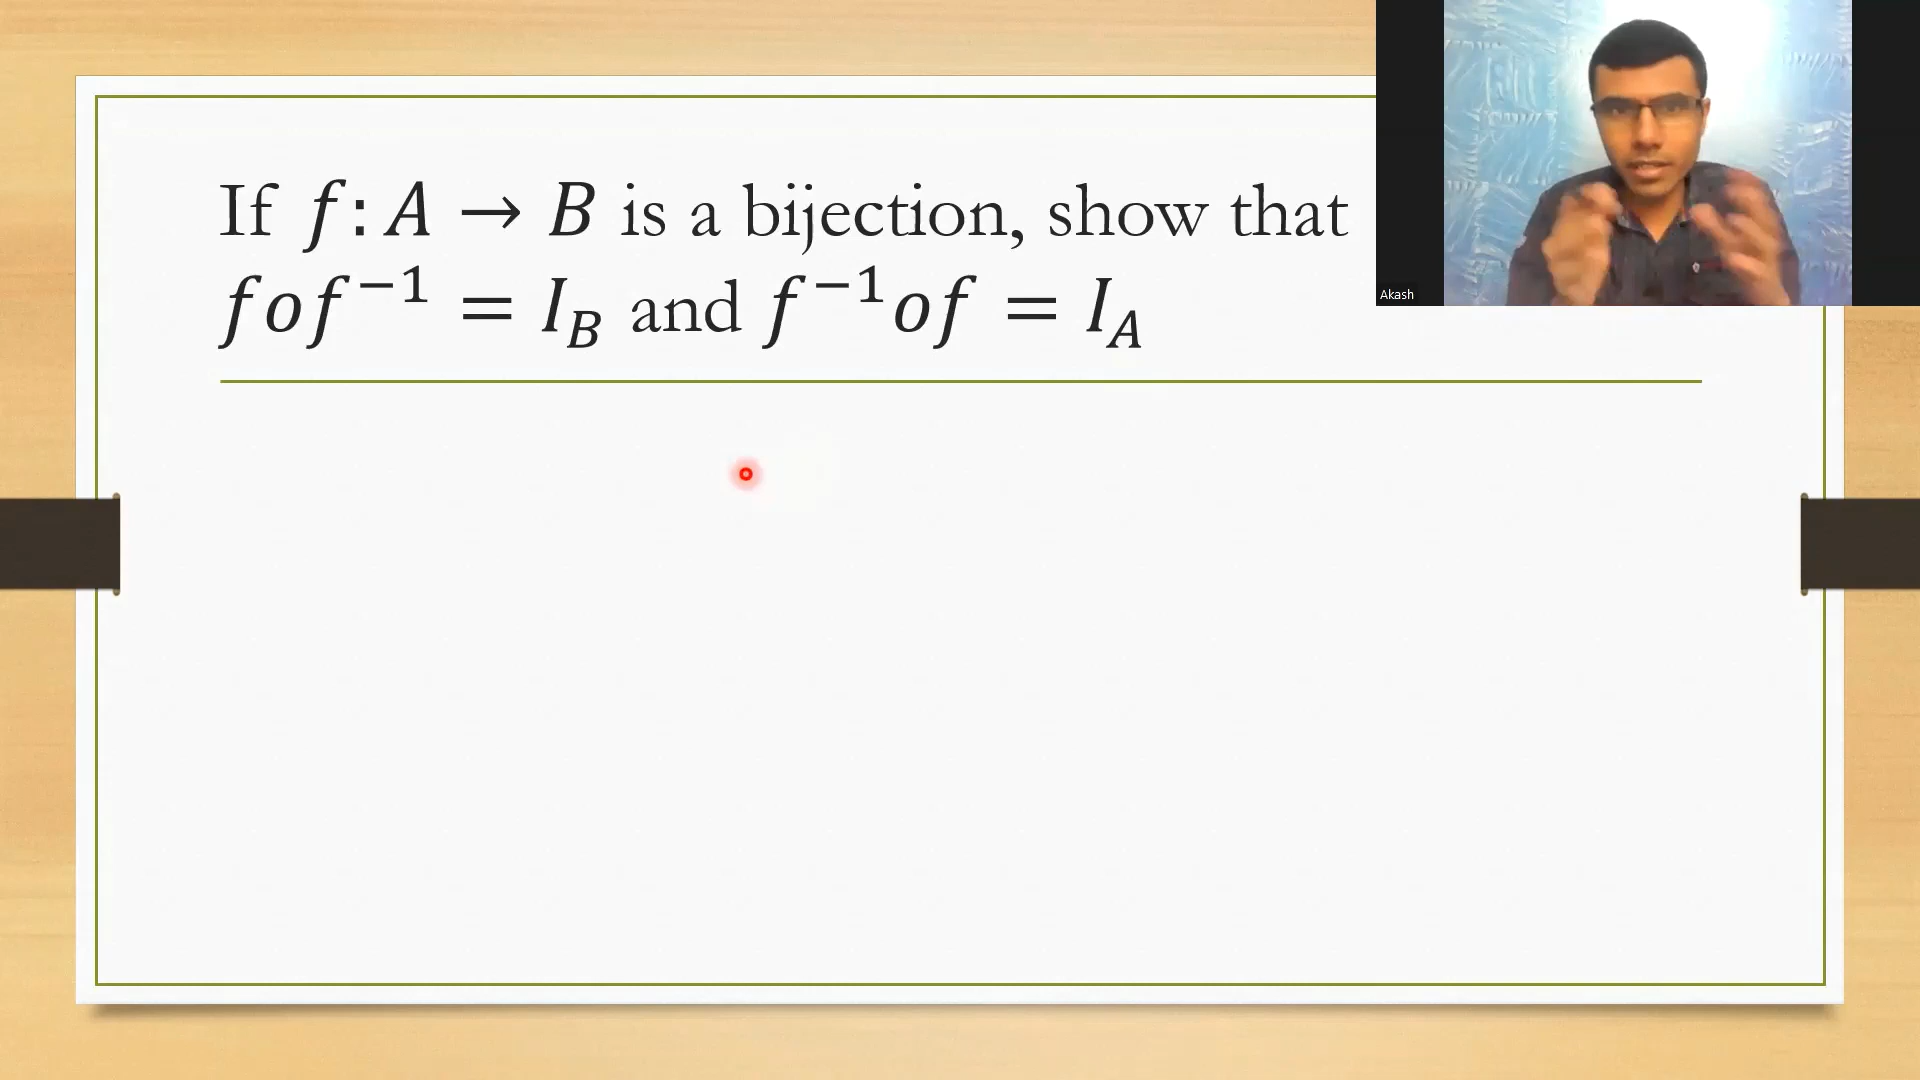 If f: A → B is a bijection, show that
fof⁻¹ = I_B and f⁻¹of = I_A
Akash